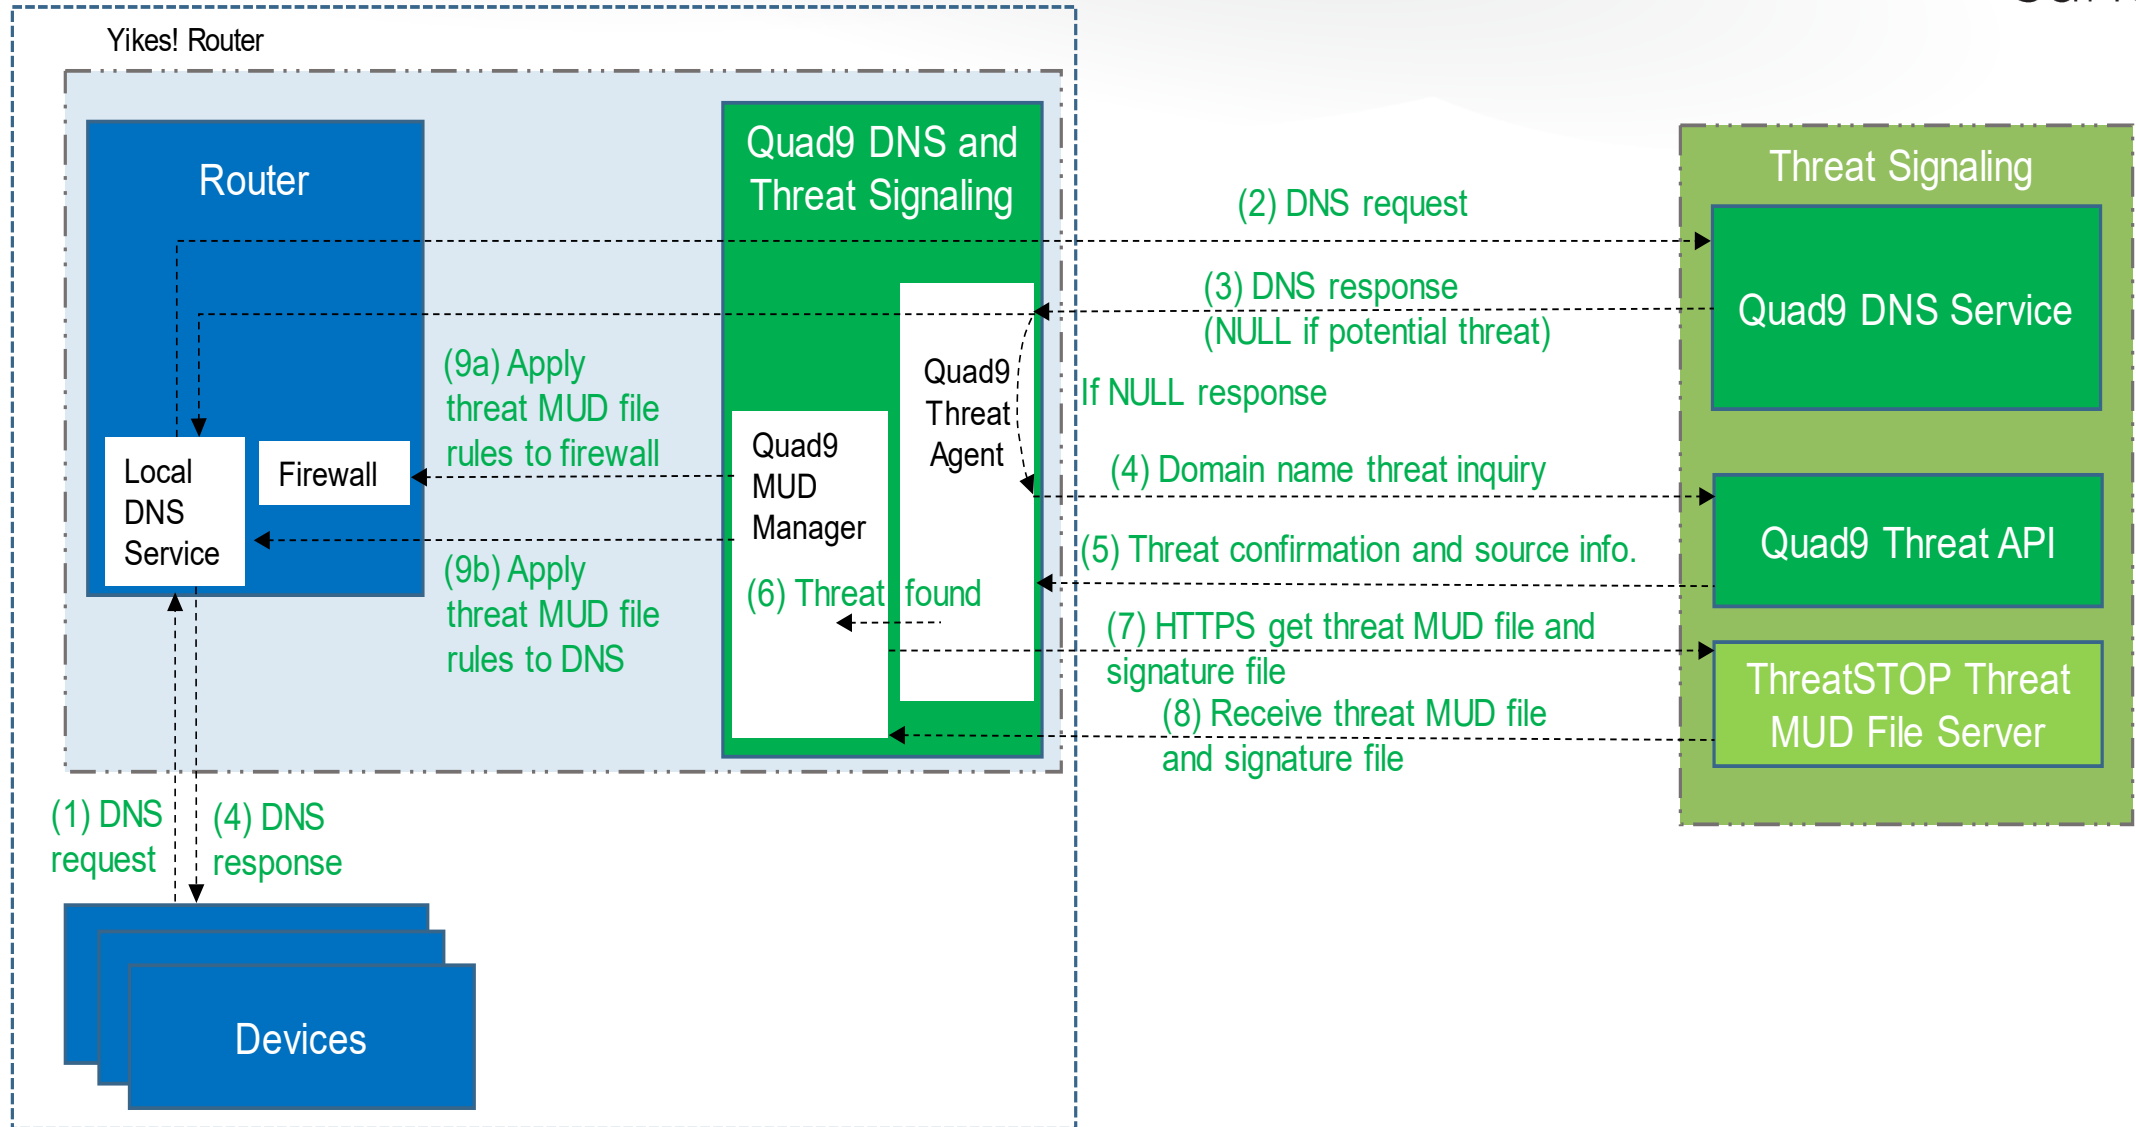 Yikes! Router
Router
Quad9 DNS and
Threat Signaling
Threat Signaling
(2) DNS request
(3) DNS response
(NULL if potential threat)
Quad9 DNS Service
If NULL response
(9a) Apply
threat MUD file
rules to firewall
Quad9
Threat
Agent
Quad9
MUD
Manager
Local
DNS
Service
Firewall
(4) Domain name threat inquiry
Quad9 Threat API
(5) Threat confirmation and source info.
(9b) Apply
threat MUD file
rules to DNS
(6) Threat found
(7) HTTPS get threat MUD file and
signature file
ThreatSTOP Threat
MUD File Server
(8) Receive threat MUD file
and signature file
(1) DNS
request
(4) DNS
response
Devices